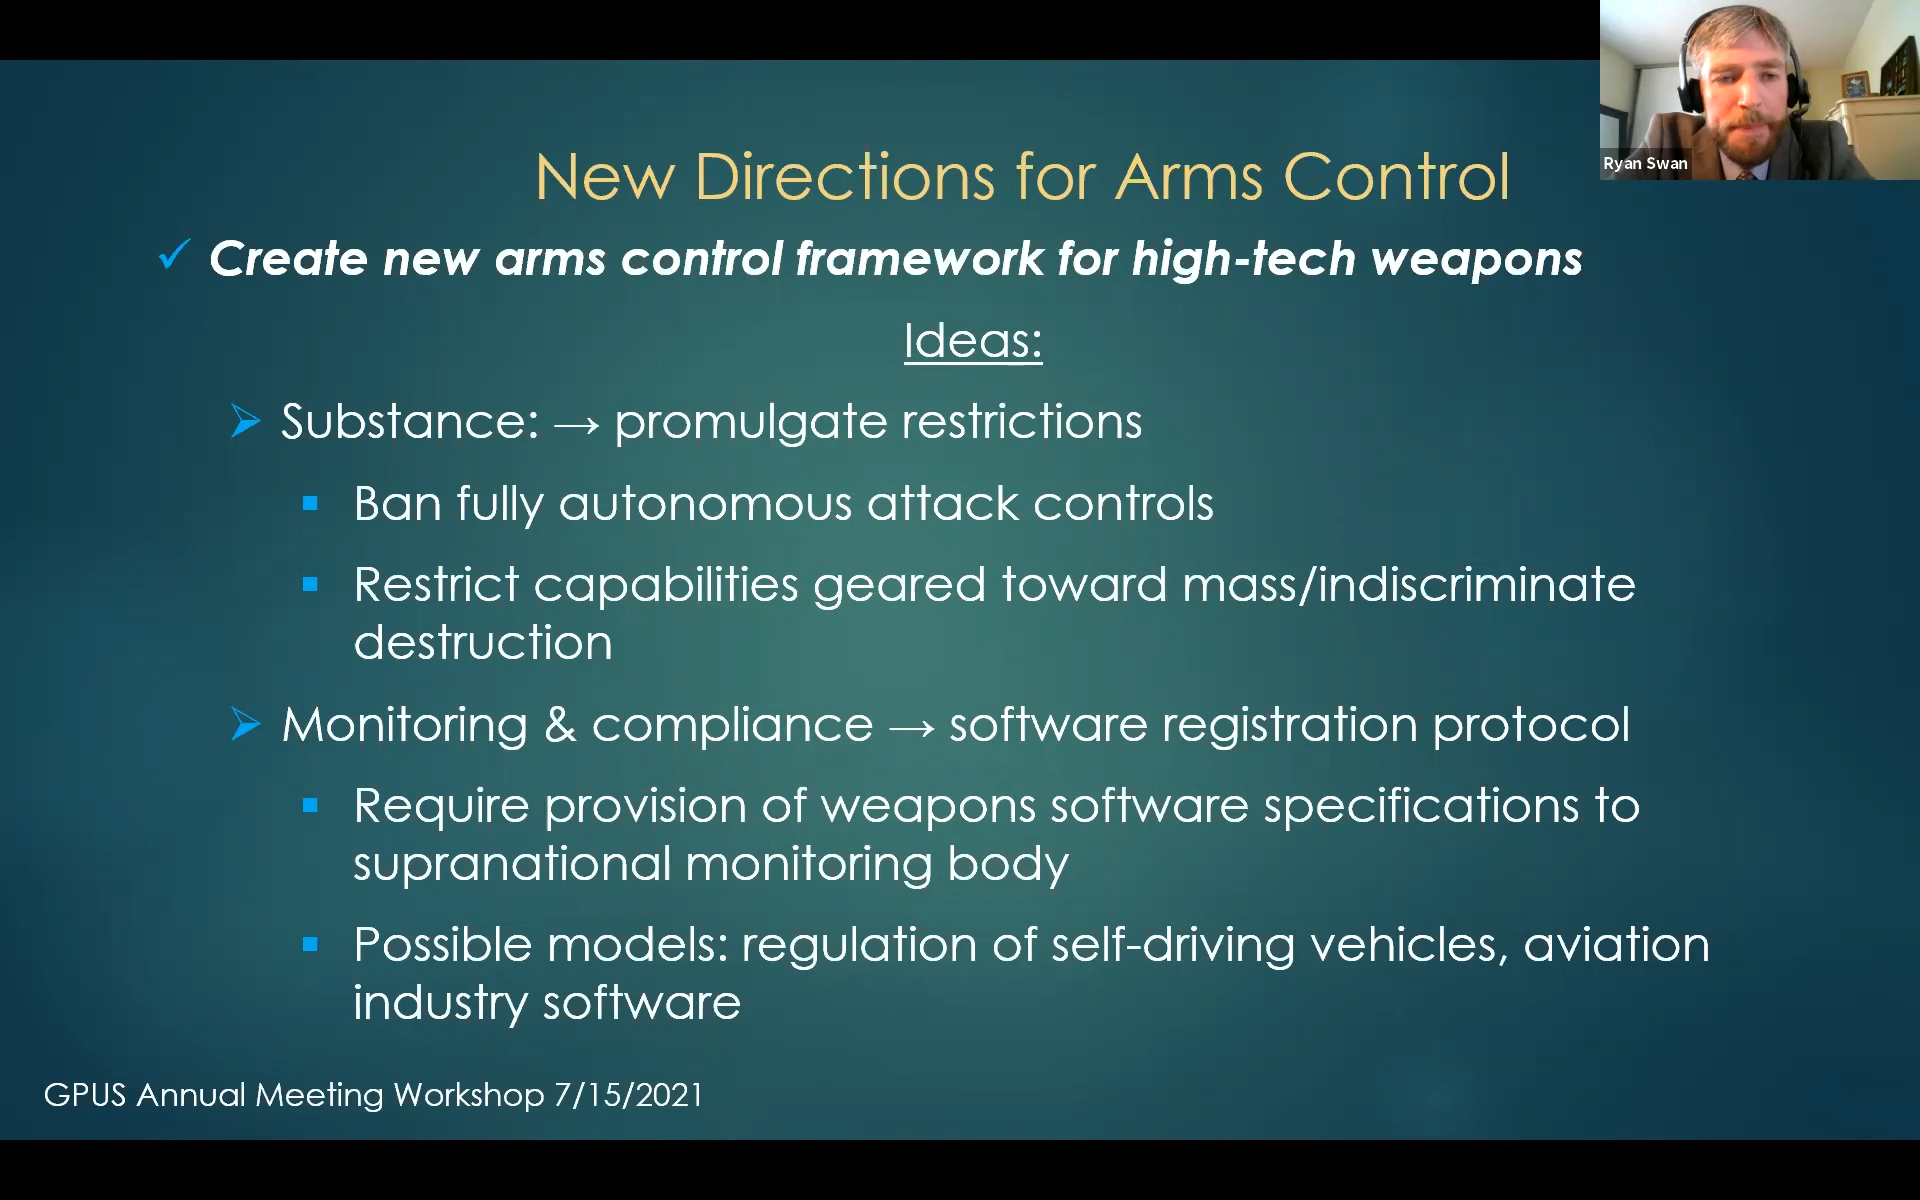 Ryan Swan
New Directions for Arms Control
✓ Create new arms control framework for high-tech weapons
Ideas:
➢ Substance: → promulgate restrictions
▪ Ban fully autonomous attack controls
▪ Restrict capabilities geared toward mass/indiscriminate
destruction
➢ Monitoring & compliance → software registration protocol
▪ Require provision of weapons software specifications to
supranational monitoring body
▪ Possible models: regulation of self-driving vehicles, aviation
industry software
GPUS Annual Meeting Workshop 7/15/2021